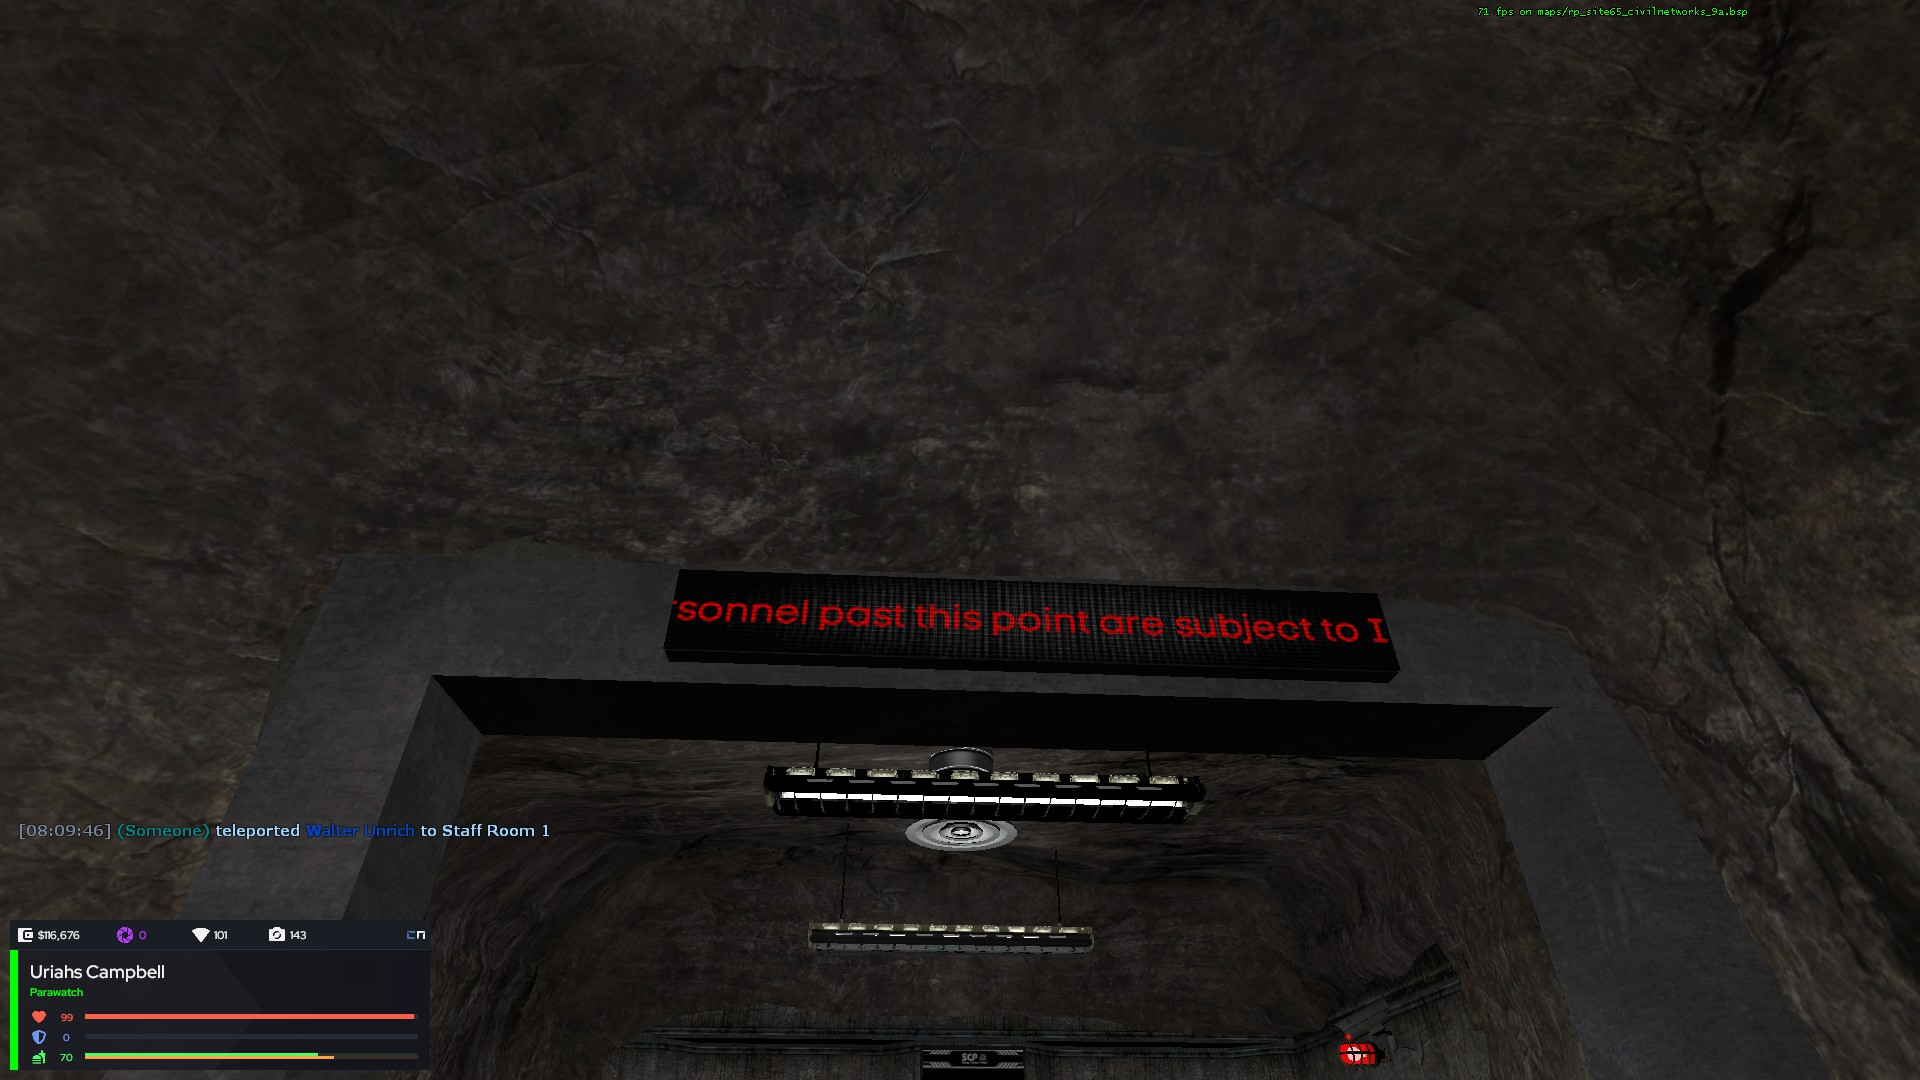 71 fps on maps/rp_site65_civilnetworks_9a.bsp
rsonnel past this point are subject to I
[08:09:46] (Someone) teleported Walter Unrich to Staff Room 1
$116,676 0 101 143
Uriahs Campbell
Parawatch
99
0
70
SCP